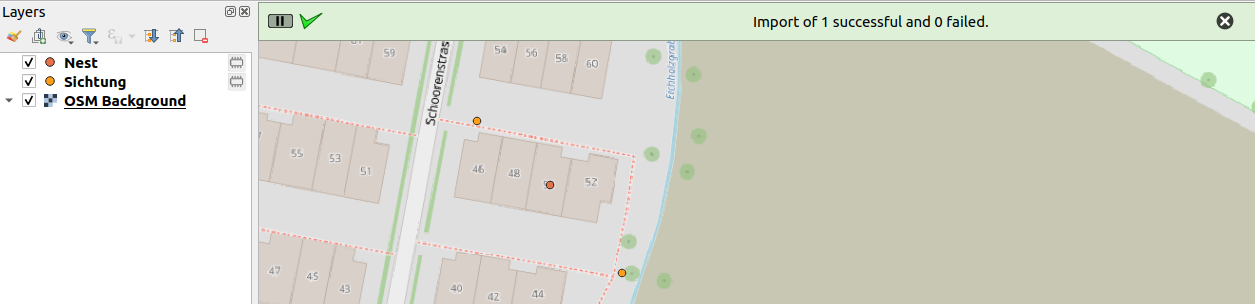 Layers
Import of 1 successful and 0 failed.
Nest
Sichtung
OSM Background
59
54
56
58
60
Schoorenstras
Eichholzgrab
55
53
51
46
48
52
47
45
43
40
42
44